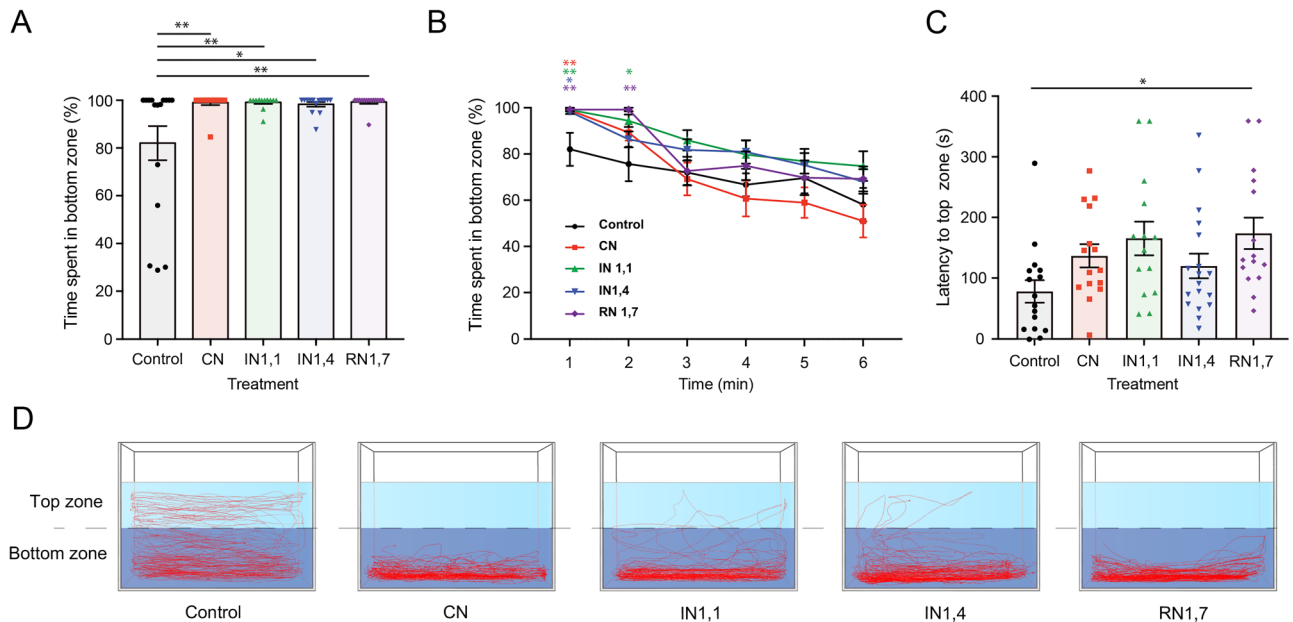 A
**
**
*
**
Time spent in bottom zone (%)
100
80
60
40
20
0
Control CN IN1,1 IN1,4 RN1,7
Treatment
B
**
**
*
**
*
**
Time spent in bottom zone (%)
100
80
60
40
20
0
Control
CN
IN 1,1
IN1,4
RN 1,7
1 2 3 4 5 6
Time (min)
C
*
Latency to top zone (s)
400
300
200
100
0
Control CN IN1,1 IN1,4 RN1,7
Treatment
D
Top zone
Bottom zone
Control CN IN1,1 IN1,4 RN1,7